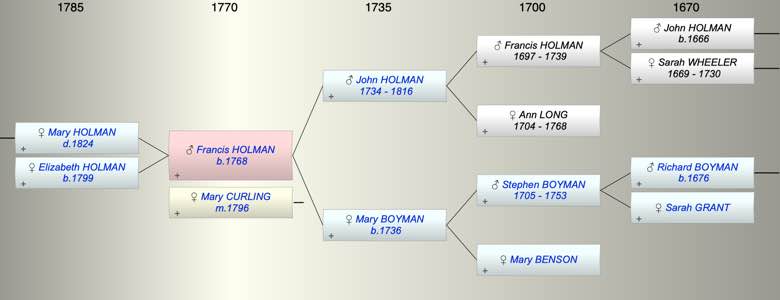 1785 1770 1735 1700 1670
♀ Mary HOLMAN
d.1824
+
♀ Elizabeth HOLMAN
b.1799
+
♂ Francis HOLMAN
b.1768
+
♀ Mary CURLING
m.1796
+
♂ John HOLMAN
1734 - 1816
+
♀ Mary BOYMAN
b.1736
+
♂ Francis HOLMAN
1697 - 1739
+
♀ Ann LONG
1704 - 1768
+
♂ Stephen BOYMAN
1705 - 1753
+
♀ Mary BENSON
+
♂ John HOLMAN
b.1666
+
♀ Sarah WHEELER
1669 - 1730
+
♂ Richard BOYMAN
b.1676
+
♀ Sarah GRANT
+